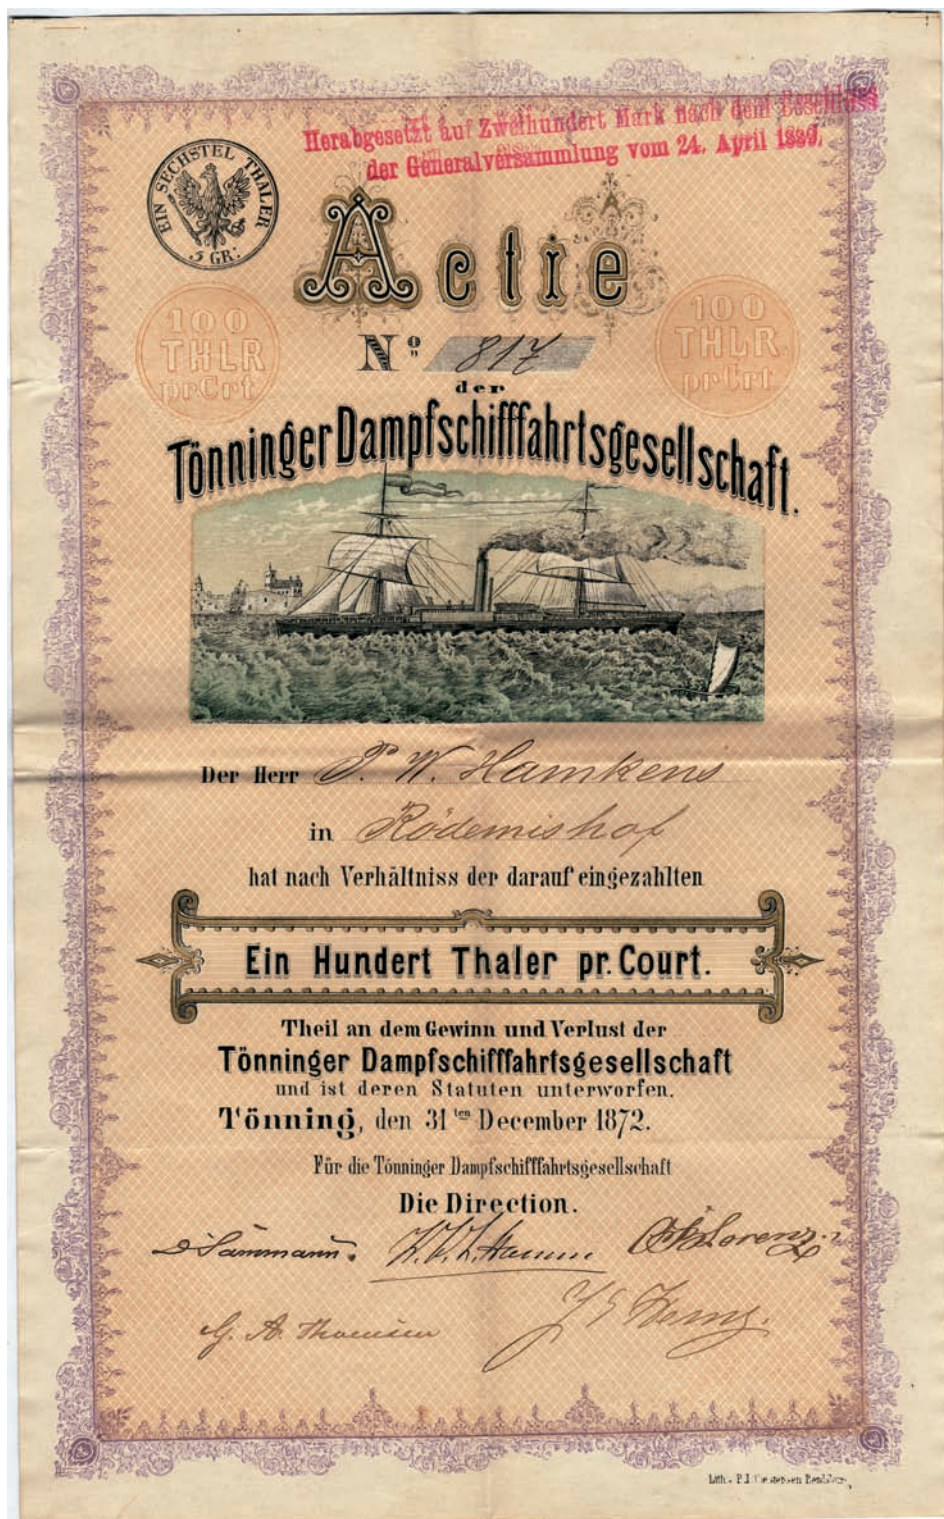 Herabgesetzt auf Zweihundert Mark nach dem Beschluss
der Generalversammlung vom 24. April
EIN SECHSTEL THALER
5 GR:
Actie
100
THLR
pr Crt
100
THLR
pr Crt
No 817
der
Tönninger Dampfschifffahrtsgesellschaft.
Der Herr P. W. Hamkens
in Rödemishof
hat nach Verhältniss der darauf eingezahlten
Ein Hundert Thaler pr. Court.
Theil an dem Gewinn und Verlust der
Tönninger Dampfschifffahrtsgesellschaft
und ist deren Statuten unterworfen.
Tönning, den 31ten December 1872.
Für die Tönninger Dampfschifffahrtsgesellschaft
Die Direction.
Lorenz
G. A. Thomsen
Lith. P. J.